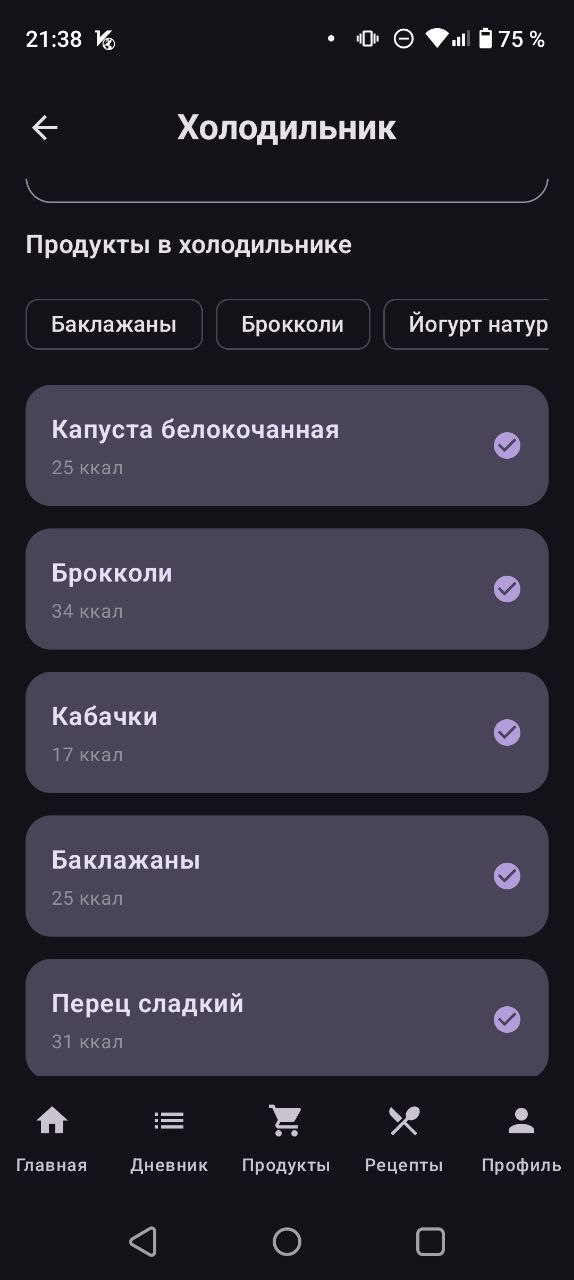 21:38
75 %
Холодильник
Продукты в холодильнике
Баклажаны
Брокколи
Йогурт натур
Капуста белокочанная
25 ккал
Брокколи
34 ккал
Кабачки
17 ккал
Баклажаны
25 ккал
Перец сладкий
31 ккал
Главная
Дневник
Продукты
Рецепты
Профиль